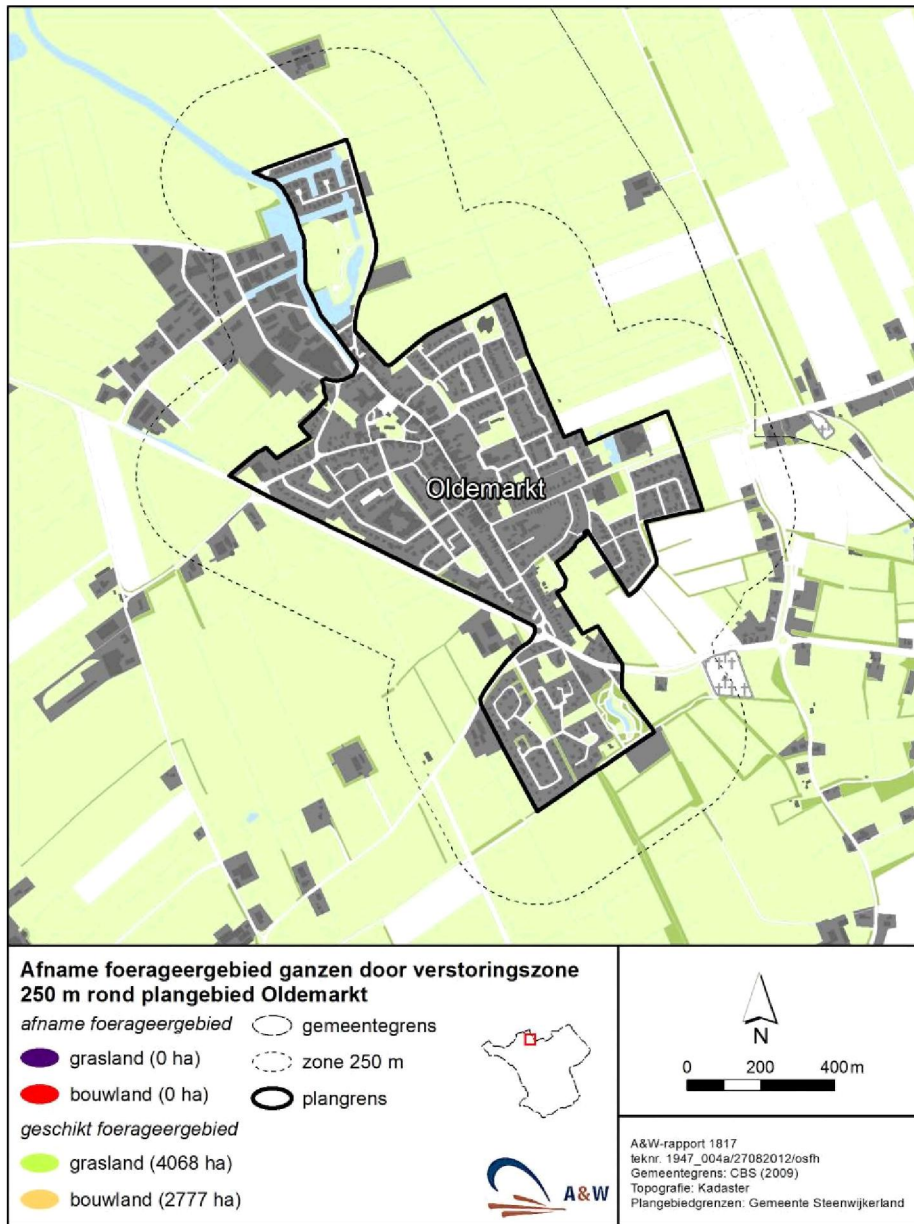 Oldemarkt
Afname foerageergebied ganzen door verstoringszone
250 m rond plangebied Oldemarkt
afname foerageergebied
grasland (0 ha)
bouwland (0 ha)
geschikt foerageergebied
grasland (4068 ha)
bouwland (2777 ha)
gemeentegrens
zone 250 m
plangrens
A&W
N
0 200 400 m
A&W-rapport 1817
teknr. 1947_004a/27082012/osfh
Gemeentegrens: CBS (2009)
Topografie: Kadaster
Plangebiedgrenzen: Gemeente Steenwijkerland